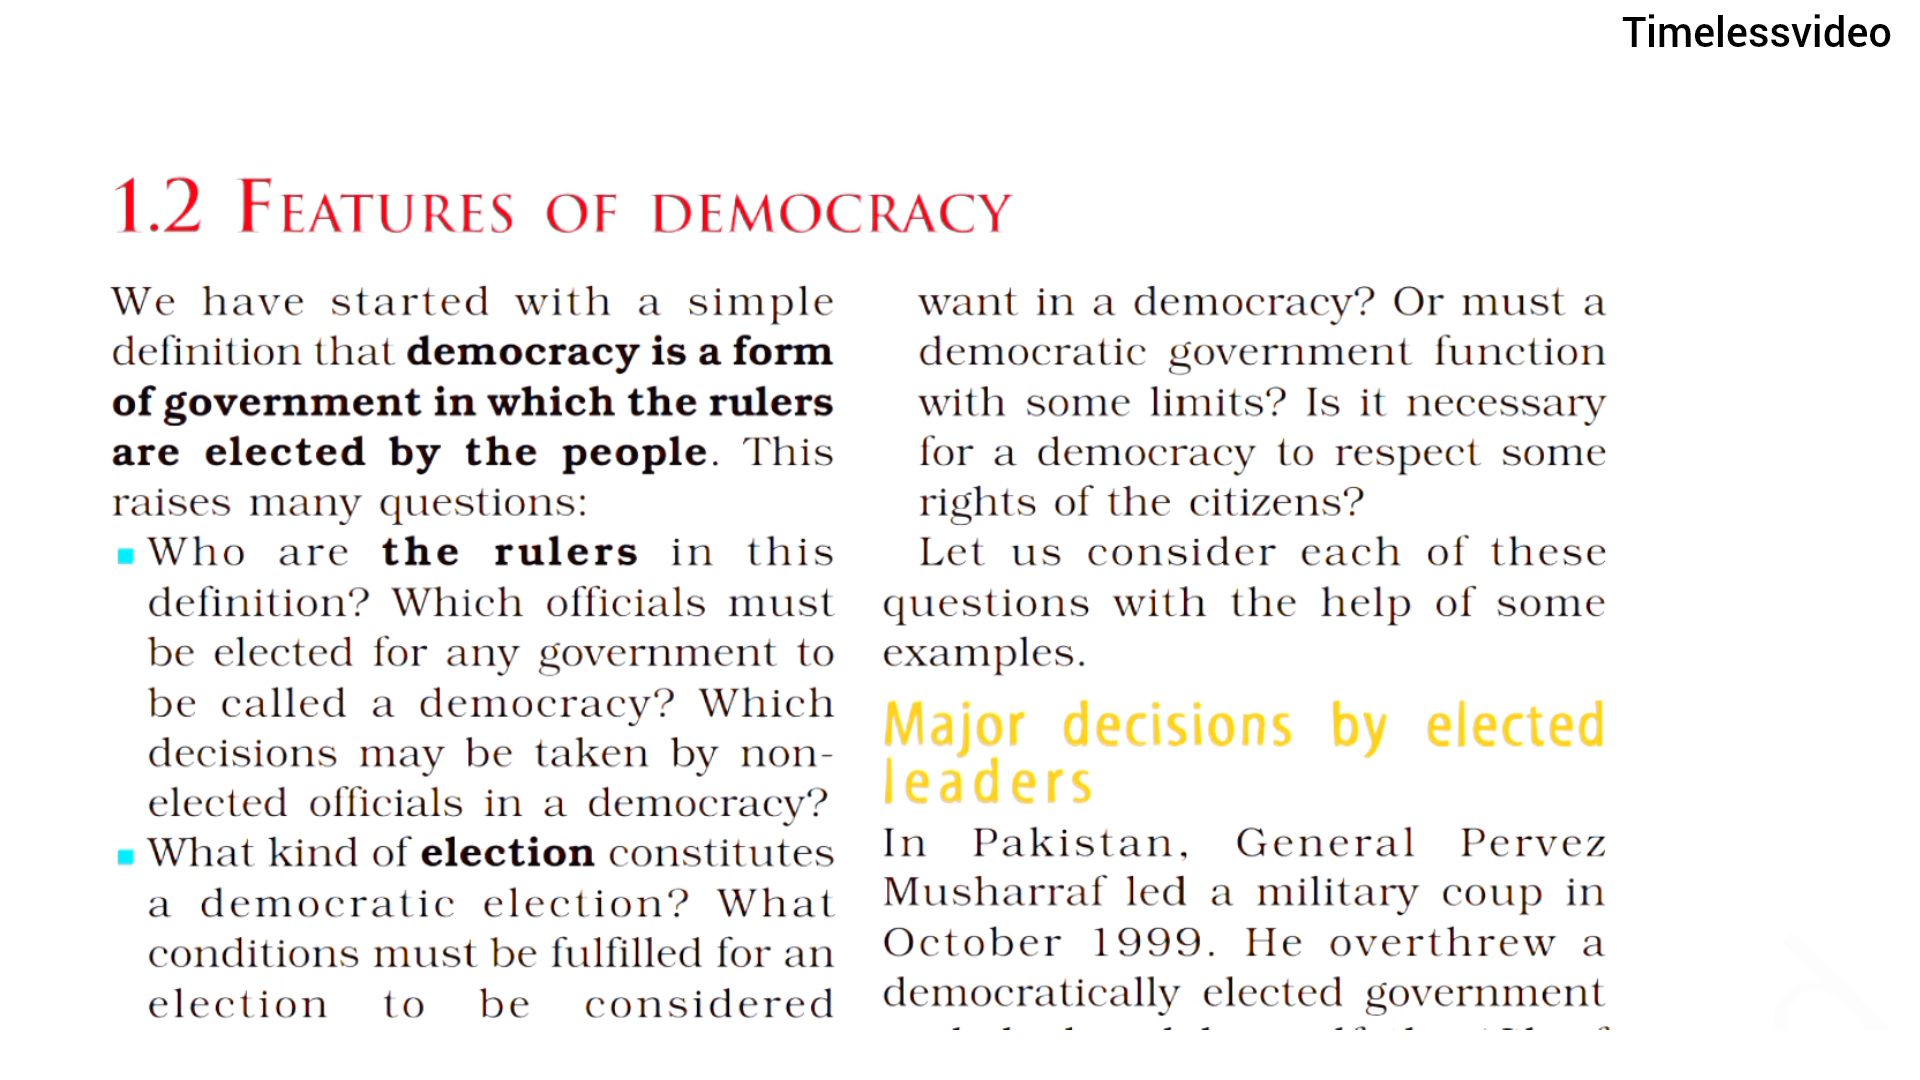 Timelessvideo
1.2 FEATURES OF DEMOCRACY
We have started with a simple
definition that democracy is a form
of government in which the rulers
are elected by the people. This
raises many questions:
Who are the rulers in this
definition? Which officials must
be elected for any government to
be called a democracy? Which
decisions may be taken by non-
elected officials in a democracy?
What kind of election constitutes
a democratic election? What
conditions must be fulfilled for an
election to be considered
want in a democracy? Or must a
democratic government function
with some limits? Is it necessary
for a democracy to respect some
rights of the citizens?
Let us consider each of these
questions with the help of some
examples.
Major decisions by elected
leaders
In Pakistan, General Pervez
Musharraf led a military coup in
October 1999. He overthrew a
democratically elected government